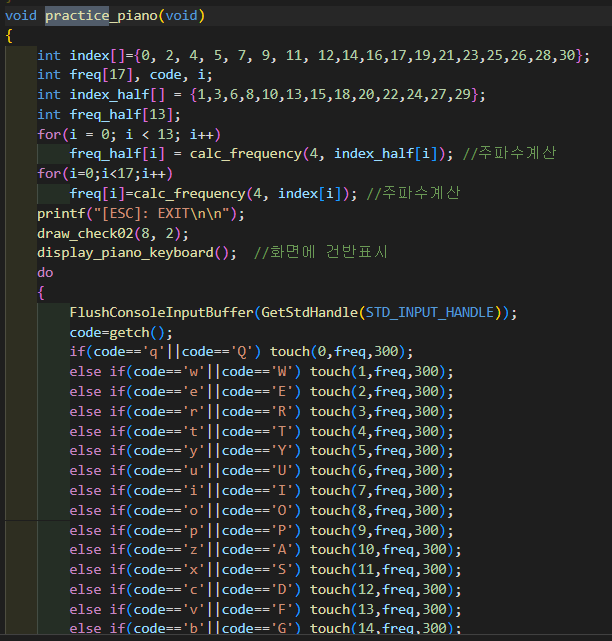 void practice_piano(void)
{
    int index[]={0, 2, 4, 5, 7, 9, 11, 12,14,16,17,19,21,23,25,26,28,30};
    int freq[17], code, i;
    int index_half[] = {1,3,6,8,10,13,15,18,20,22,24,27,29};
    int freq_half[13];
    for(i = 0; i < 13; i++)
        freq_half[i] = calc_frequency(4, index_half[i]); //주파수계산
    for(i=0;i<17;i++)
        freq[i]=calc_frequency(4, index[i]); //주파수계산
    printf("[ESC]: EXIT\n\n");
    draw_check02(8, 2);
    display_piano_keyboard();  //화면에 건반표시
    do
    {
        FlushConsoleInputBuffer(GetStdHandle(STD_INPUT_HANDLE));
        code=getch();
        if(code=='q'||code=='Q') touch(0,freq,300);
        else if(code=='w'||code=='W') touch(1,freq,300);
        else if(code=='e'||code=='E') touch(2,freq,300);
        else if(code=='r'||code=='R') touch(3,freq,300);
        else if(code=='t'||code=='T') touch(4,freq,300);
        else if(code=='y'||code=='Y') touch(5,freq,300);
        else if(code=='u'||code=='U') touch(6,freq,300);
        else if(code=='i'||code=='I') touch(7,freq,300);
        else if(code=='o'||code=='O') touch(8,freq,300);
        else if(code=='p'||code=='P') touch(9,freq,300);
        else if(code=='z'||code=='A') touch(10,freq,300);
        else if(code=='x'||code=='S') touch(11,freq,300);
        else if(code=='c'||code=='D') touch(12,freq,300);
        else if(code=='v'||code=='F') touch(13,freq,300);
        else if(code=='b'||code=='G') touch(14,freq,300);